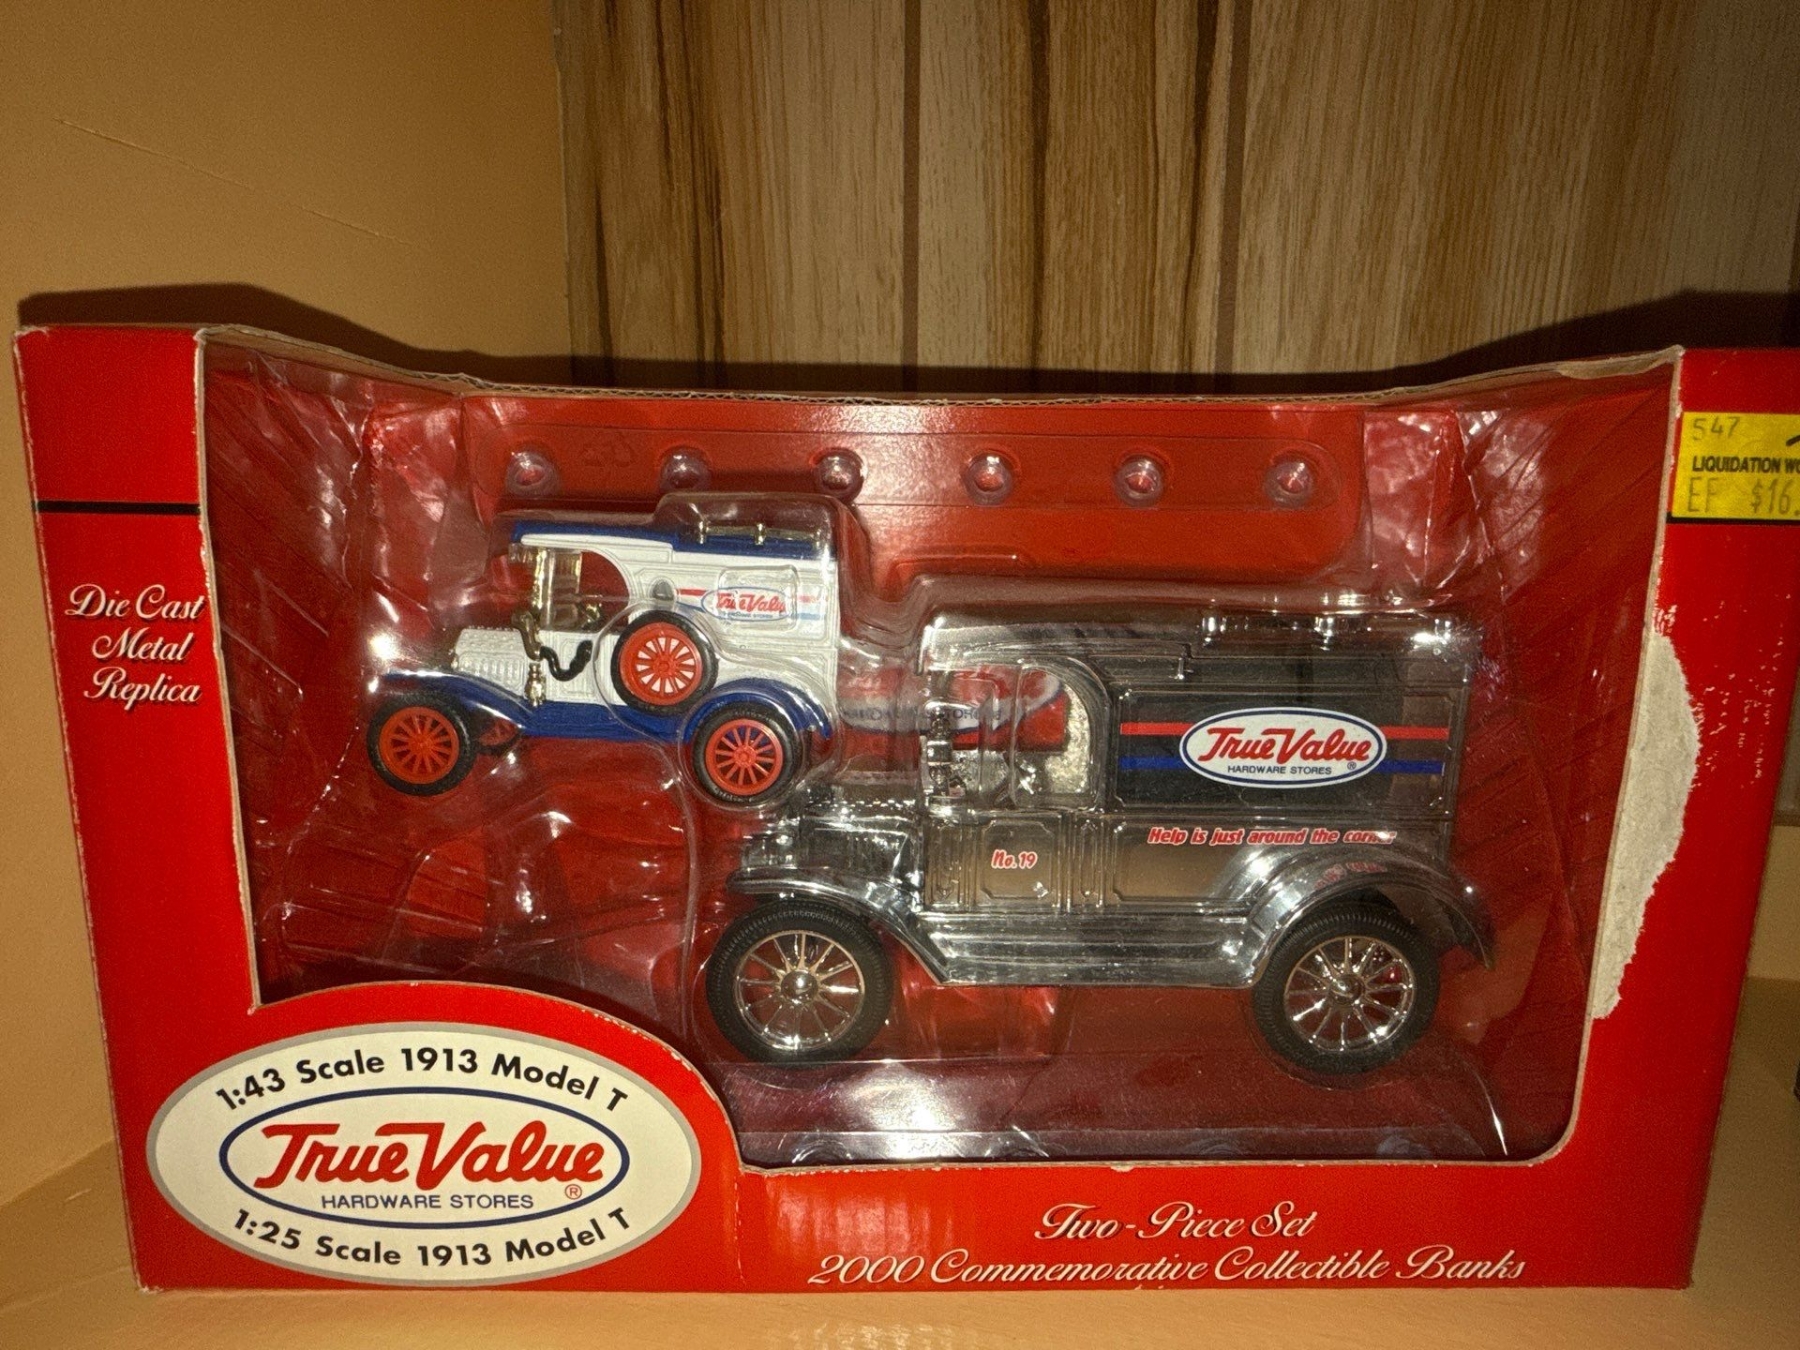 547
LIQUIDATION
EF $16.
Die Cast
Metal
Replica
True Value
True Value
HARDWARE STORES ®
Help is just around the corner
No. 19
1:43 Scale 1913 Model T
True Value
®
HARDWARE STORES
1:25 Scale 1913 Model T
Two-Piece Set
2000 Commemorative Collectible Banks